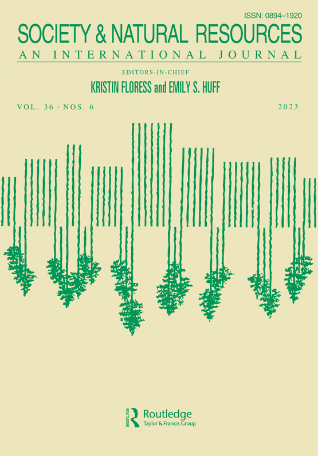 ISSN: 0894–1920
SOCIETY & NATURAL RESOURCES
AN INTERNATIONAL JOURNAL
EDITORS-IN-CHIEF
KRISTIN FLORESS and EMILY S. HUFF
VOL. 36 · NOS. 6 2023
Routledge
Taylor & Francis Group